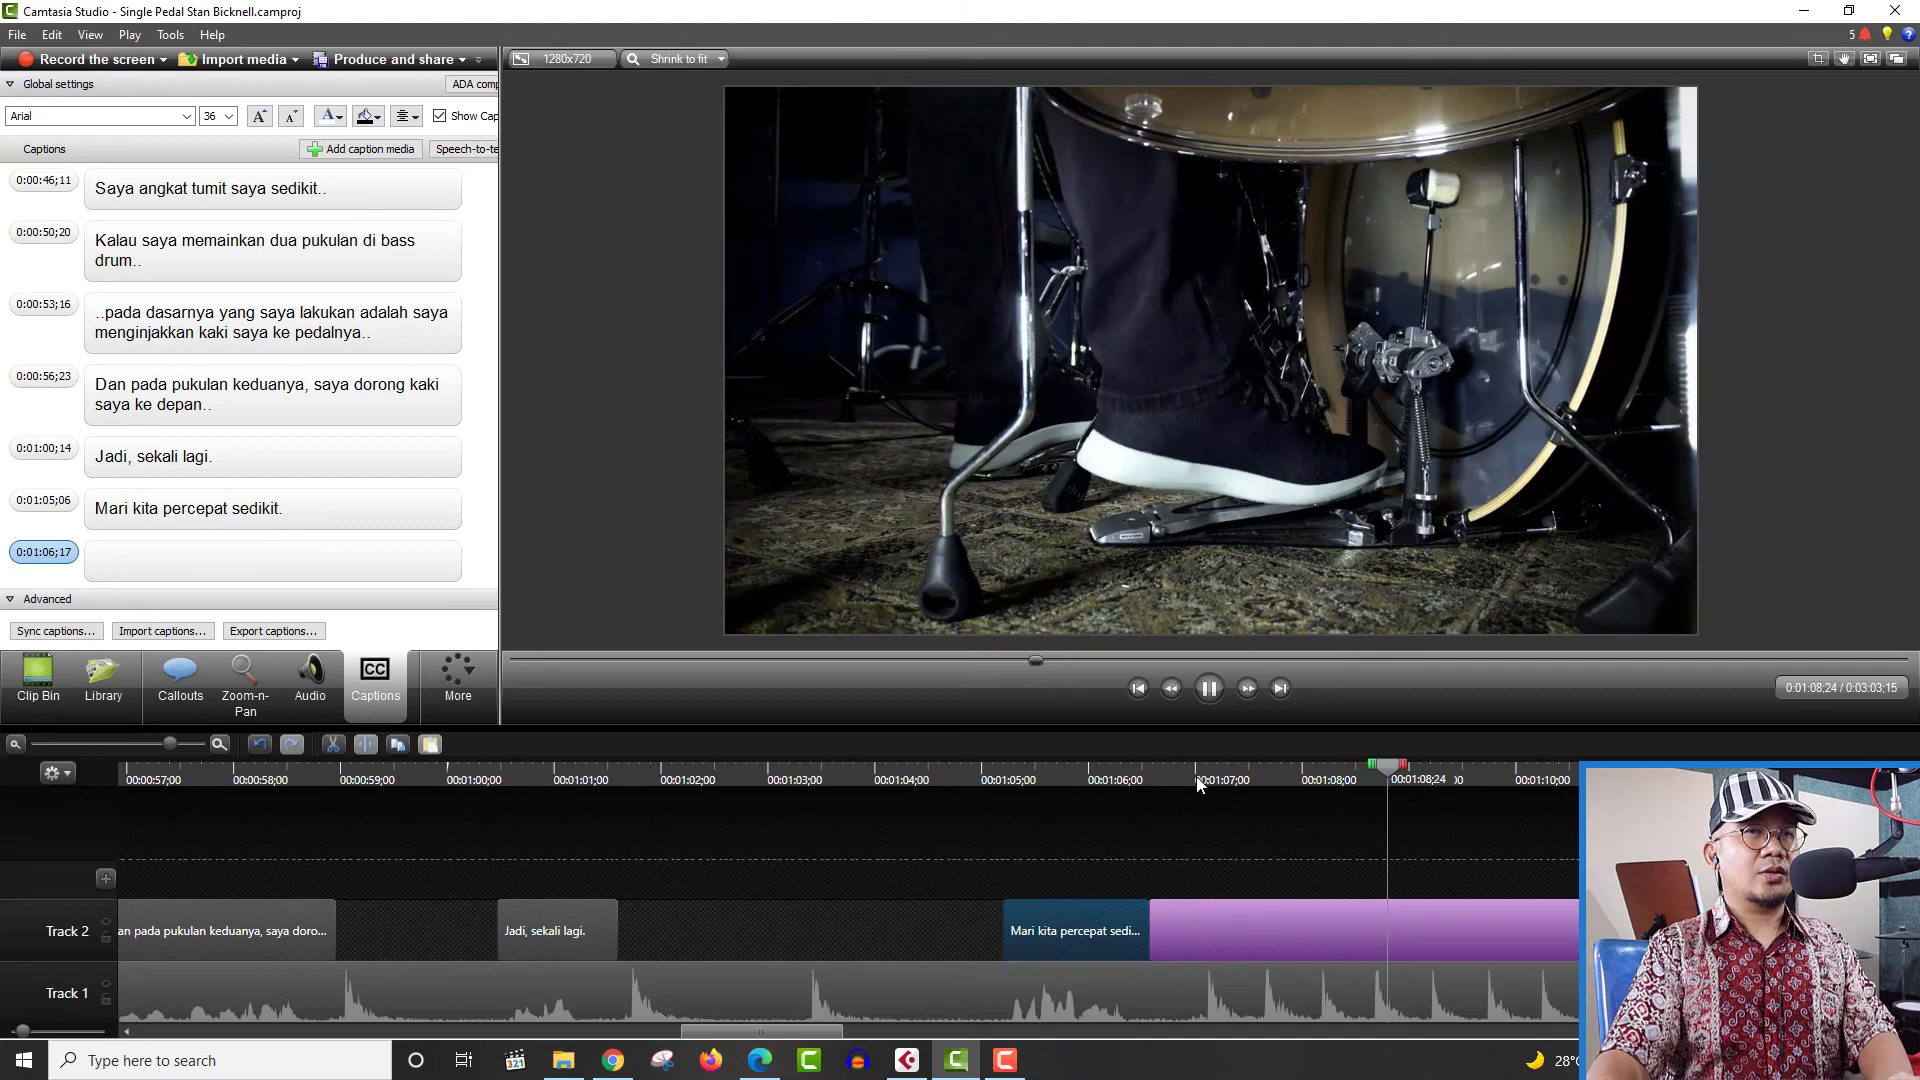 Camtasia Studio - Single Pedal Stan Bicknell.camproj
File Edit View Play Tools Help
5
Record the screen Import media Produce and share
1280x720 Shrink to fit
Global settings
ADA comp
Arial 36 Show Cap
Captions Add caption media Speech-to-te
0:00:46;11 Saya angkat tumit saya sedikit..
0:00:50;20 Kalau saya memainkan dua pukulan di bass
drum..
0:00:53;16 ..pada dasarnya yang saya lakukan adalah saya
menginjakkan kaki saya ke pedalnya..
0:00:56;23 Dan pada pukulan keduanya, saya dorong kaki
saya ke depan..
0:01:00;14 Jadi, sekali lagi.
0:01:05;06 Mari kita percepat sedikit.
0:01:06;17
Advanced
Sync captions... Import captions... Export captions...
Clip Bin Library Callouts Zoom-n-
Pan Audio Captions More
0:01:08;24 / 0:03:03;15
00:00:57;00 00:00:58;00 00:00:59;00 00:01:00;00 00:01:01;00 00:01:02;00 00:01:03;00 00:01:04;00 00:01:05;00 00:01:06;00 00:01:07;00 00:01:08;00 00:01:08;24 00:01:10;00
Track 2 an pada pukulan keduanya, saya doro... Jadi, sekali lagi. Mari kita percepat sedi...
Track 1
Type here to search
321
28°